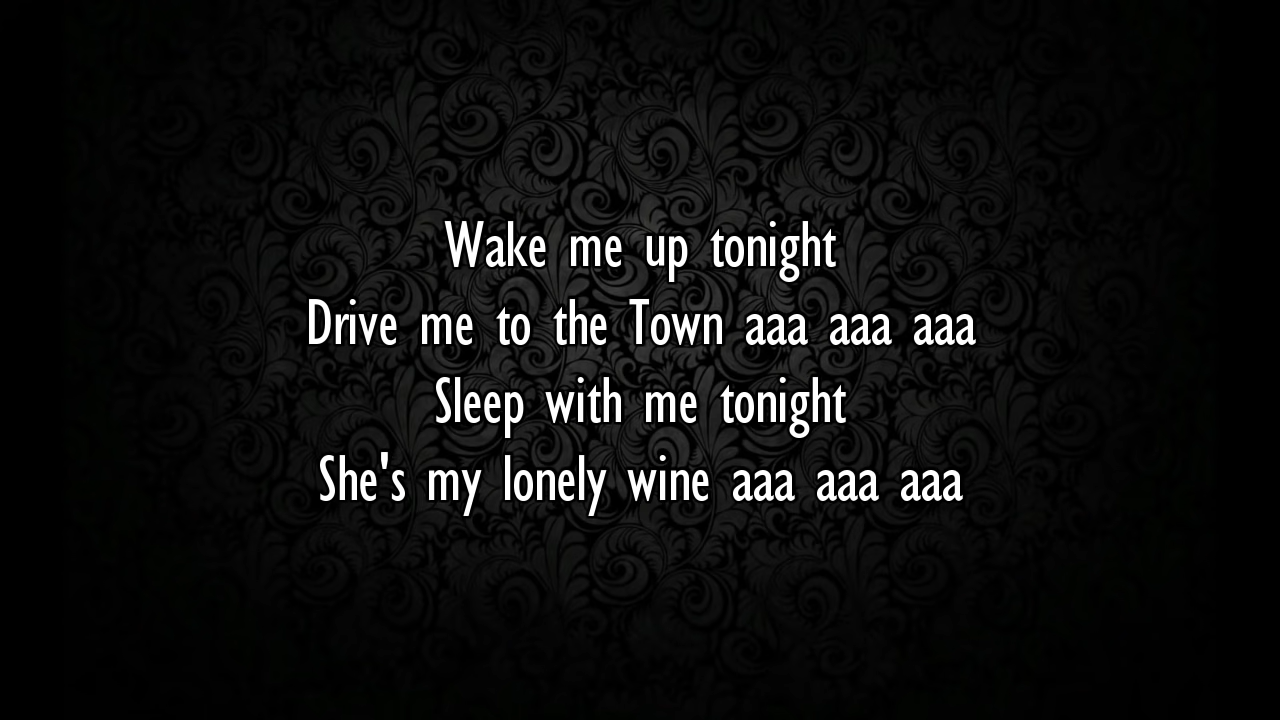 Wake me up tonight
Drive me to the Town aaa aaa aaa
Sleep with me tonight
She's my lonely wine aaa aaa aaa